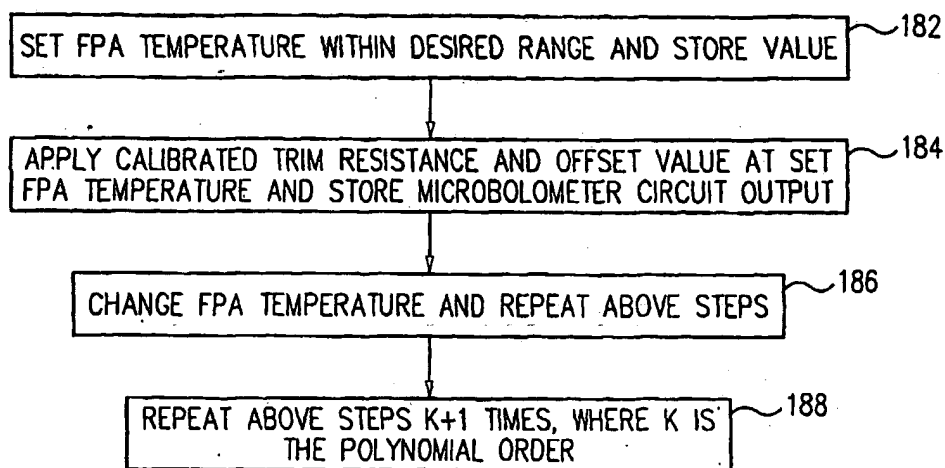 SET FPA TEMPERATURE WITHIN DESIRED RANGE AND STORE VALUE
182
APPLY CALIBRATED TRIM RESISTANCE AND OFFSET VALUE AT SET
FPA TEMPERATURE AND STORE MICROBOLOMETER CIRCUIT OUTPUT
184
CHANGE FPA TEMPERATURE AND REPEAT ABOVE STEPS
186
REPEAT ABOVE STEPS K+1 TIMES, WHERE K IS
THE POLYNOMIAL ORDER
188